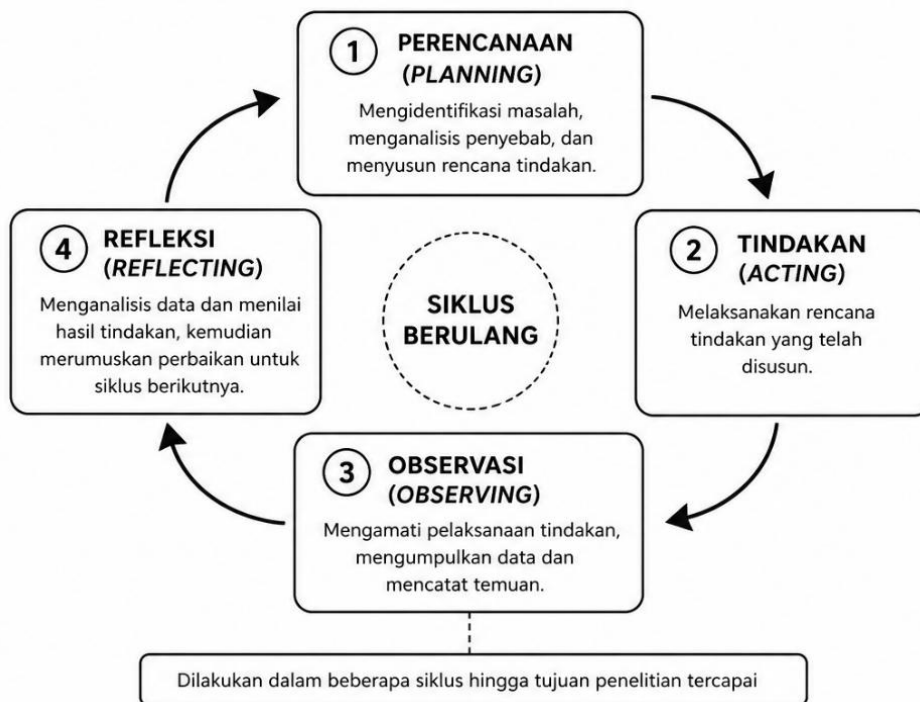 1
PERENCANAAN
(PLANNING)
Mengidentifikasi masalah,
menganalisis penyebab, dan
menyusun rencana tindakan.
2
TINDAKAN
(ACTING)
Melaksanakan rencana
tindakan yang telah
disusun.
3
OBSERVASI
(OBSERVING)
Mengamati pelaksanaan tindakan,
mengumpulkan data dan
mencatat temuan.
4
REFLEKSI
(REFLECTING)
Menganalisis data dan menilai
hasil tindakan, kemudian
merumuskan perbaikan untuk
siklus berikutnya.
SIKLUS
BERULANG
Dilakukan dalam beberapa siklus hingga tujuan penelitian tercapai